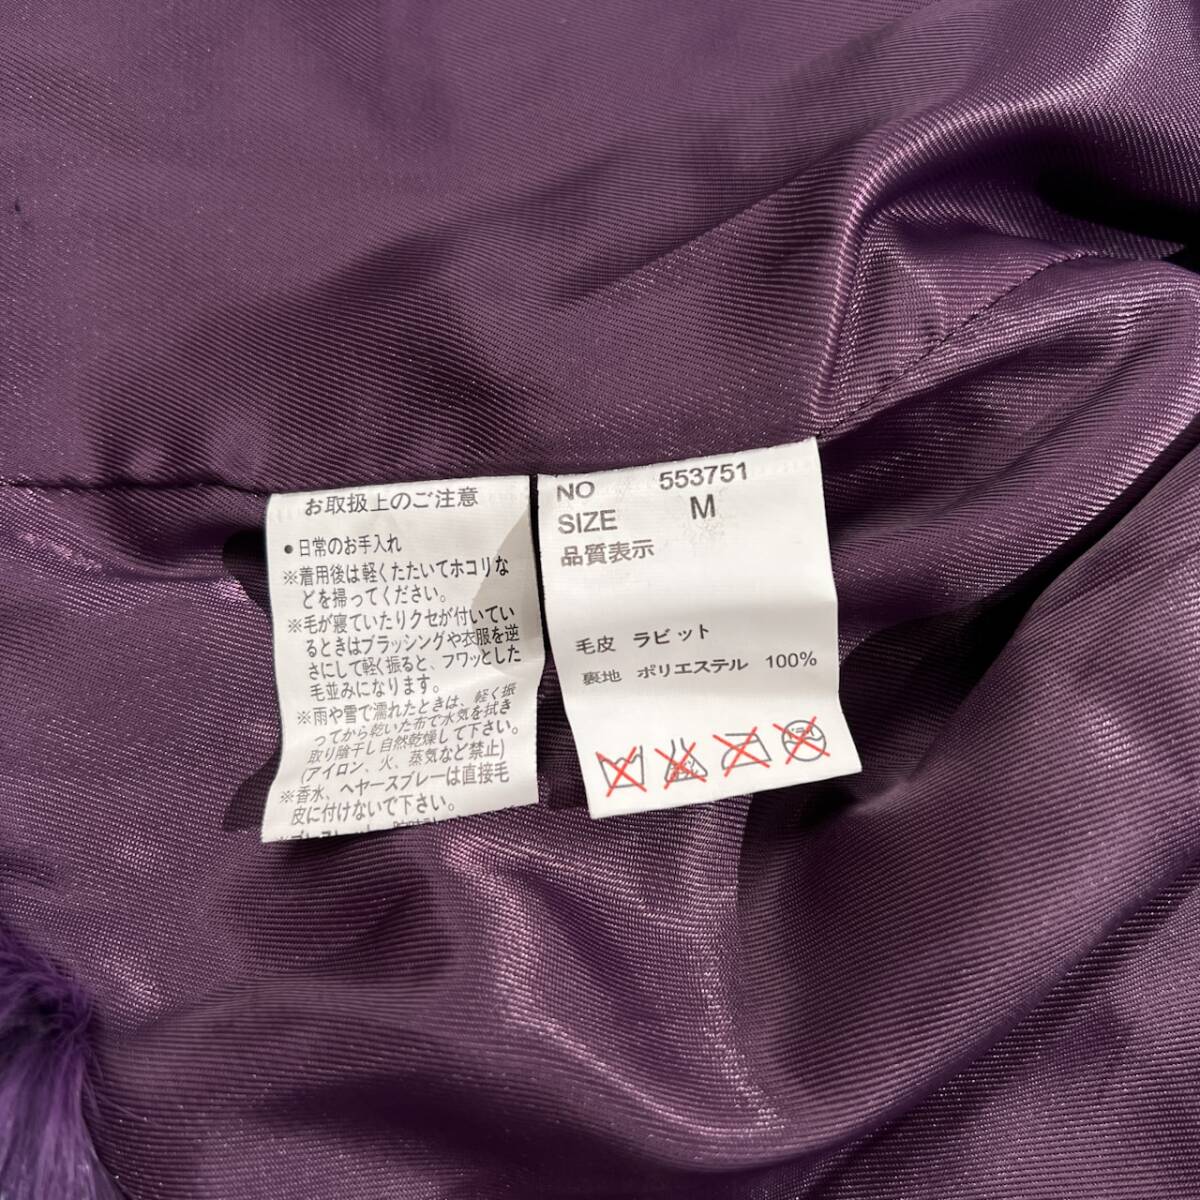 お取扱上のご注意
●日常のお手入れ
※着用後は軽くたたいてホコリな
どを掃ってください。
※毛が寝ていたりクセが付いてい
るときはブラッシングや衣服を逆
さにして軽く振ると、フワッとした
毛並みになります。
※雨や雪で濡れたときは、軽く振
ってから乾いた布で水気を拭き
取り陰干し自然乾燥して下さい。
(アイロン、火、蒸気など禁止)
※香水、ヘヤースプレーは直接毛
皮に付けないで下さい。
NO 553751
SIZE M
品質表示
毛皮 ラビット
裏地 ポリエステル 100%
ドライ